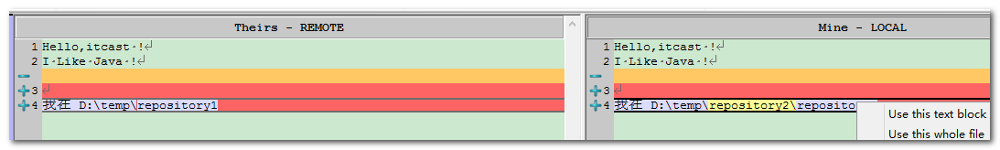 Theirs - REMOTE
1 Hello,itcast·!↵
2 I·Like·Java·!↵
3 ↵
4 我在 D:\temp\repository1
Mine - LOCAL
1 Hello,itcast·!↵
2 I·Like·Java·!↵
3 ↵
4 我在 D:\temp\repository2\reposito
Use this text block
Use this whole file